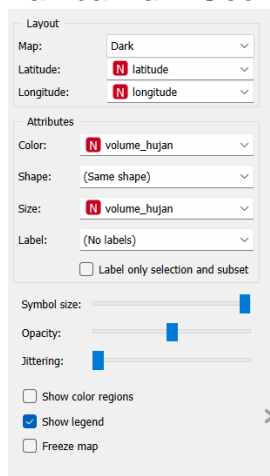 Layout
Map: Dark
Latitude: N latitude
Longitude: N longitude
Attributes
Color: N volume_hujan
Shape: (Same shape)
Size: N volume_hujan
Label: (No labels)
Label only selection and subset
Symbol size:
Opacity:
Jittering:
Show color regions
Show legend
Freeze map